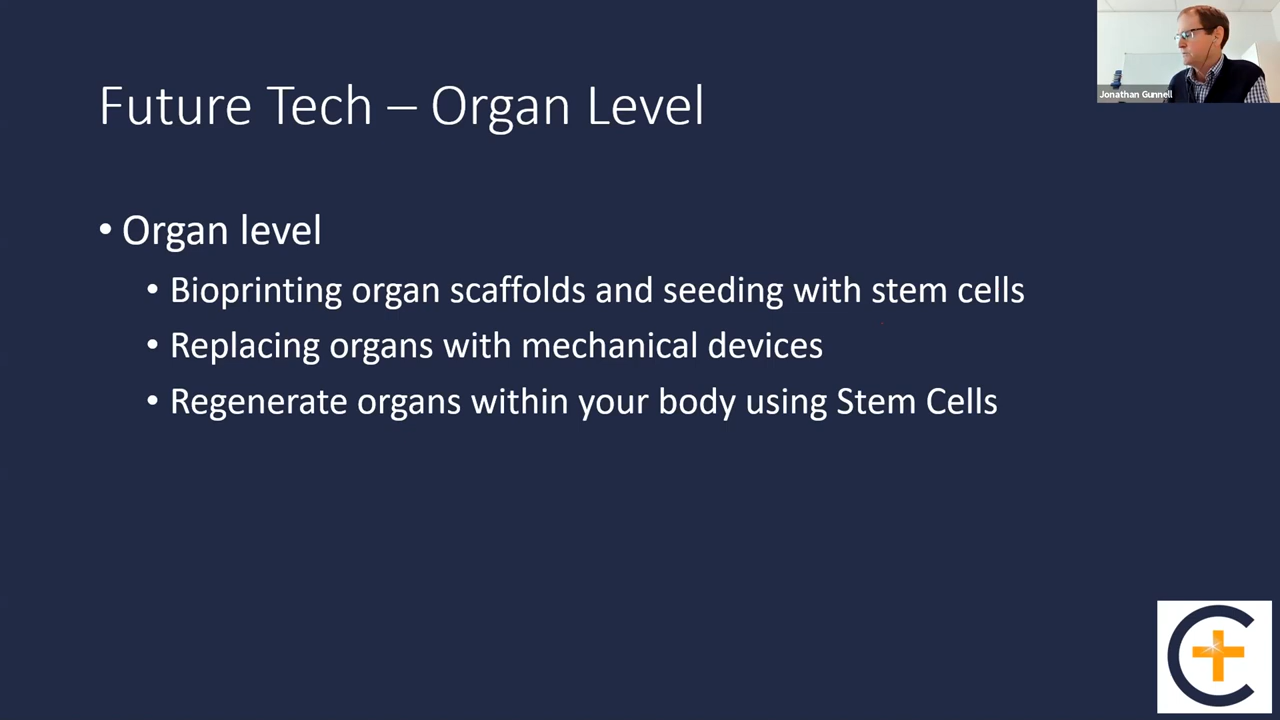 Jonathan Gunnell
Future Tech – Organ Level
• Organ level
• Bioprinting organ scaffolds and seeding with stem cells
• Replacing organs with mechanical devices
• Regenerate organs within your body using Stem Cells